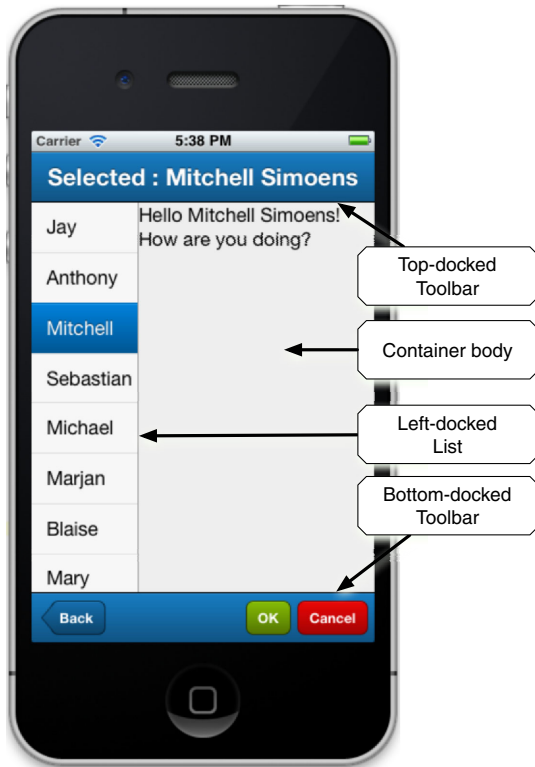 Carrier 5:38 PM
Selected : Mitchell Simoens
Jay
Anthony
Mitchell
Sebastian
Michael
Marjan
Blaise
Mary
Hello Mitchell Simoens!
How are you doing?
Back
OK
Cancel
Top-docked
Toolbar
Container body
Left-docked
List
Bottom-docked
Toolbar